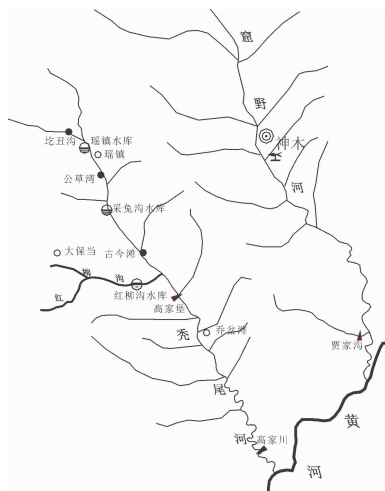 窟
野
神木
河
圪丑沟
瑶镇水库
瑶镇
公草湾
采兔沟水库
大保当
古今滩
红柳沟
红柳沟水库
高家堡
秃
乔岔滩
贾家沟
尾
河
高家川
黄
河